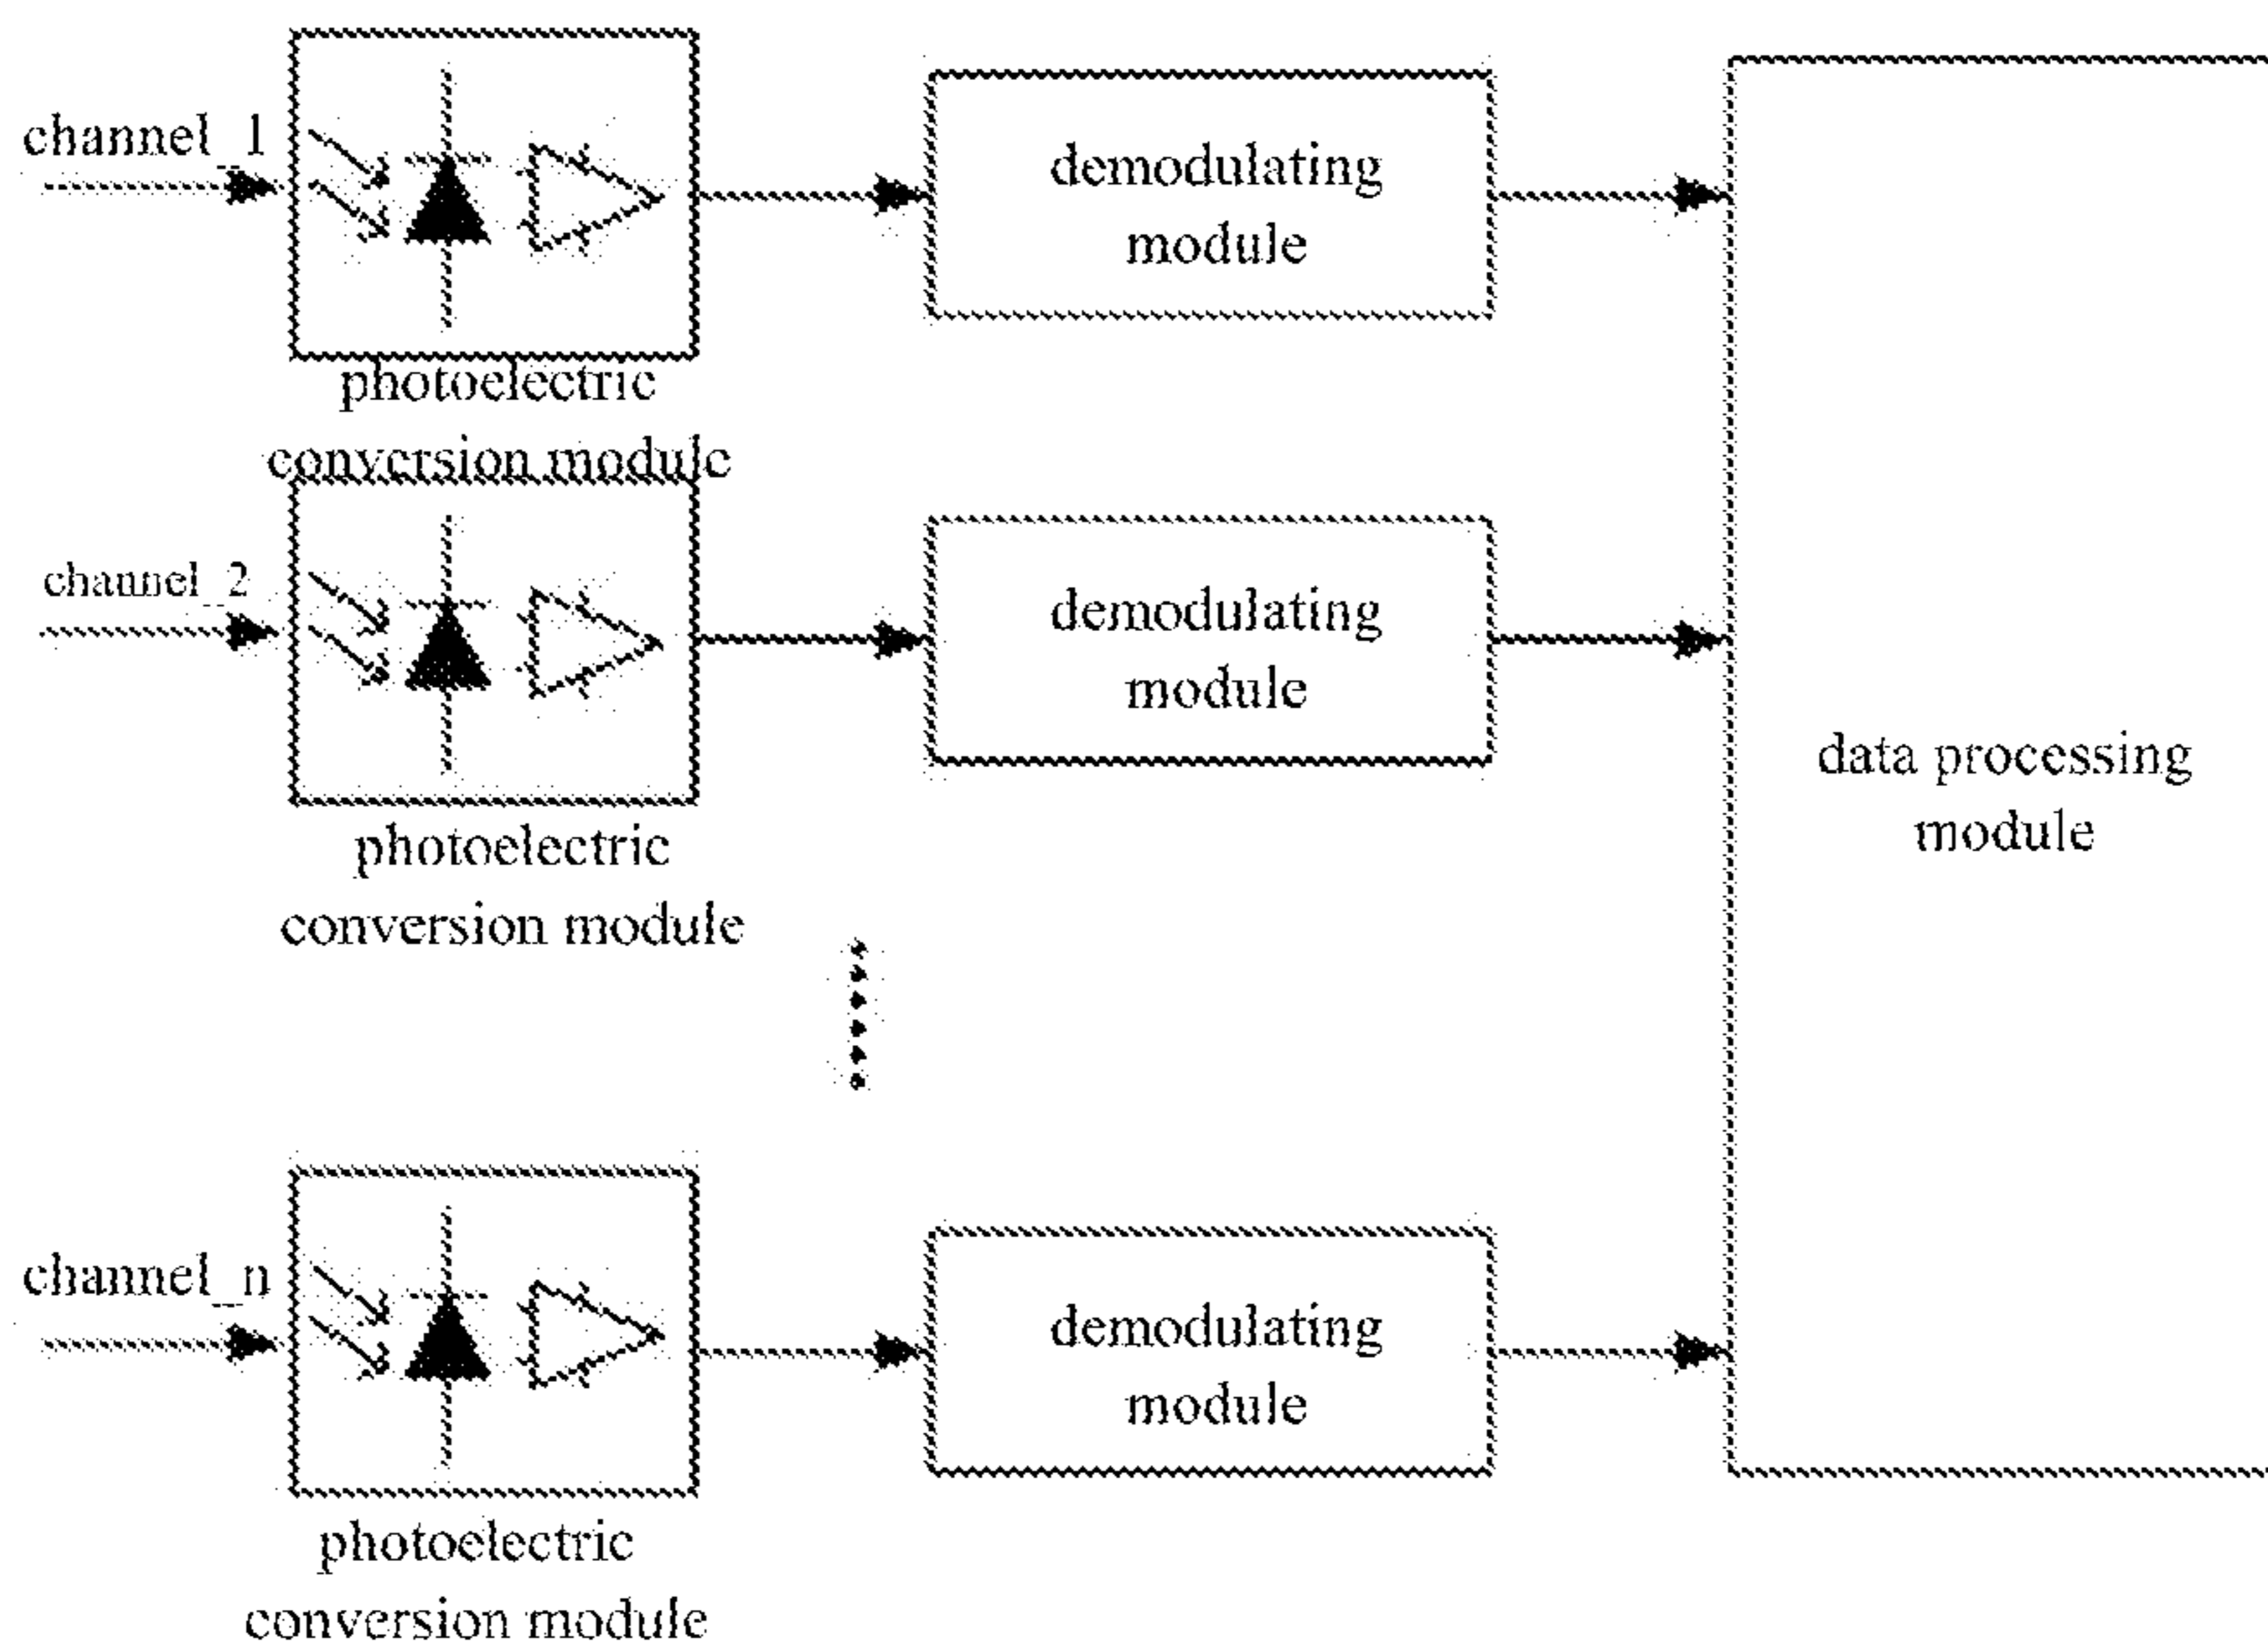 channel_1
demodulating
module
photoelectric
conversion module
channel_2
demodulating
module
data processing
module
photoelectric
conversion module
channel_n
demodulating
module
photoelectric
conversion module